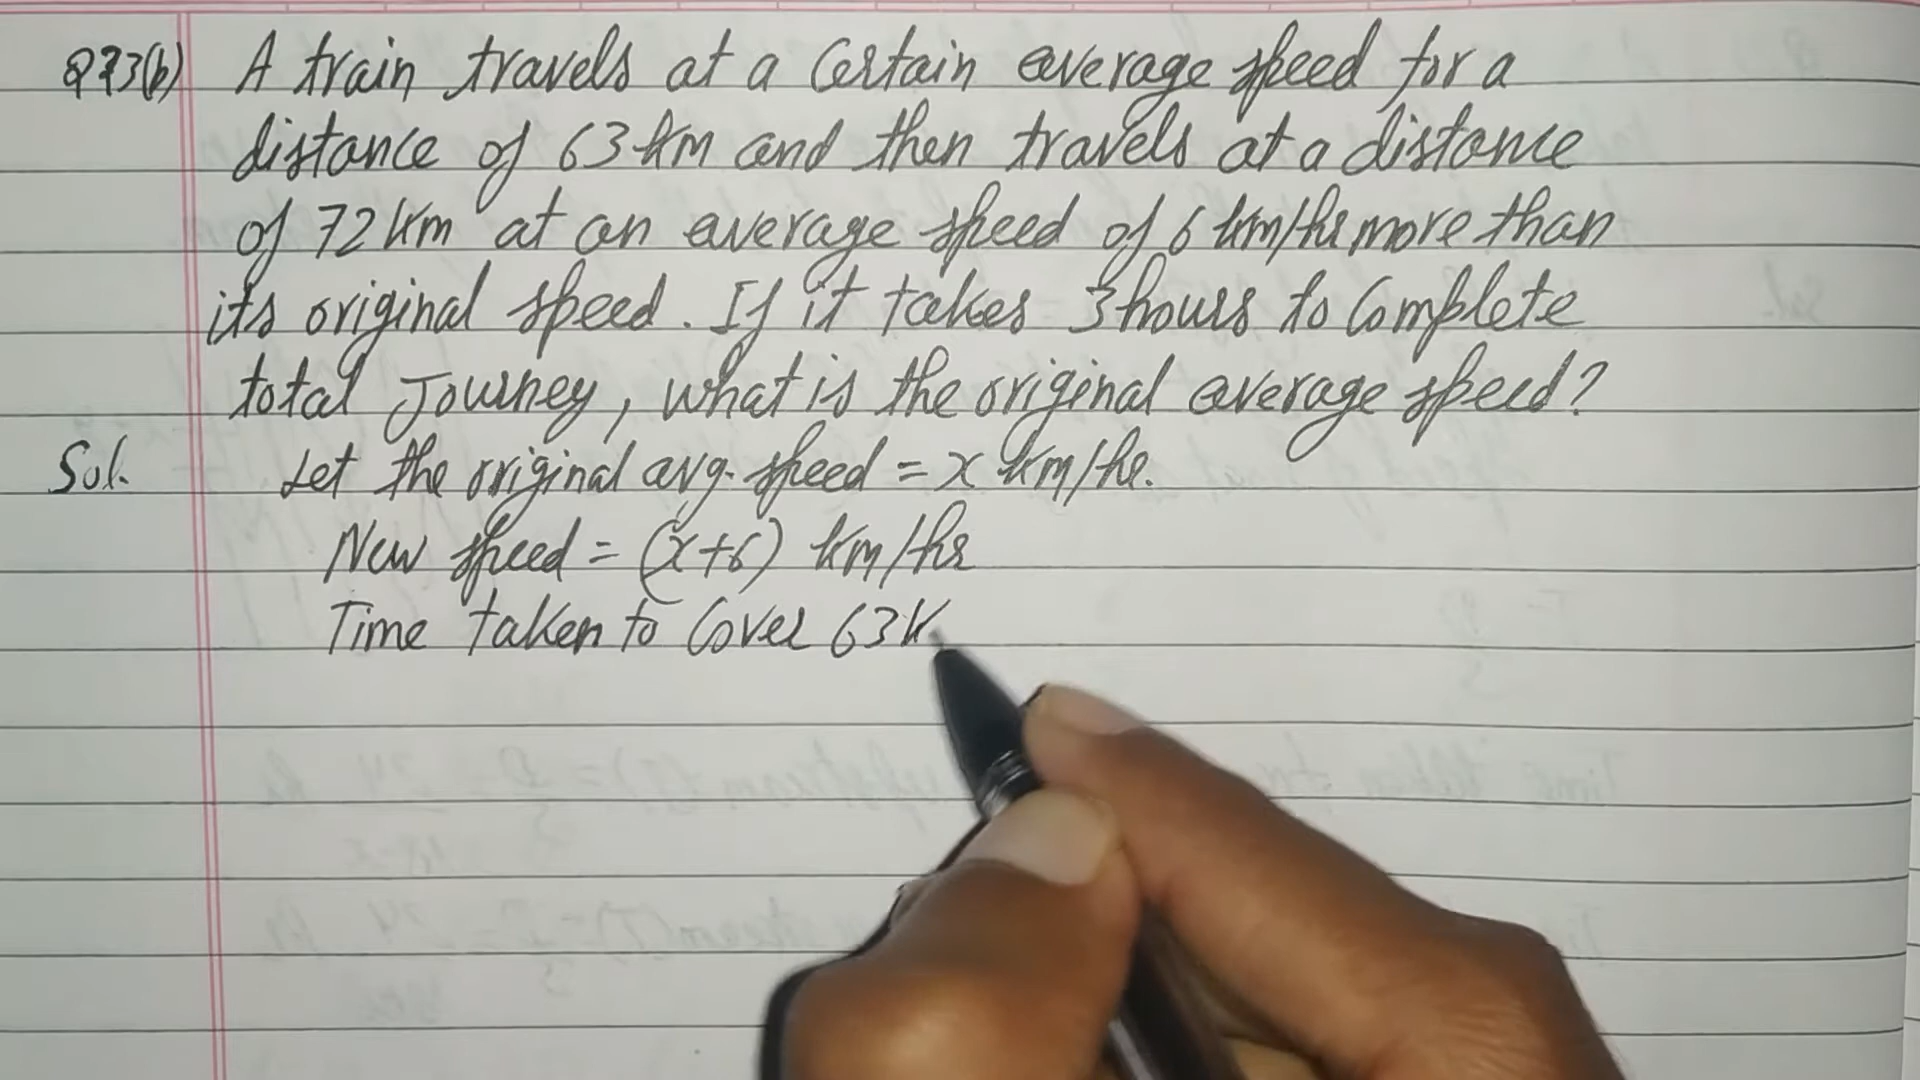 Q73(b) A train travels at a Certain average speed for a
distance of 63 km and then travels at a distance
of 72 km at an average speed of 6 km/hr more than
its original speed. If it takes 3 hours to Complete
total Journey, what is the original average speed?
Sol. Let the original avg. speed = x km/hr.
New speed = (x+6) km/hr
Time taken to Cover 63 K